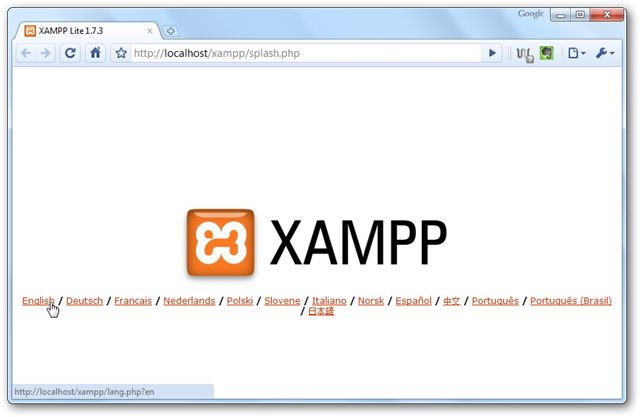 Google
XAMPP Lite 1.7.3
http://localhost/xampp/splash.php
XAMPP
English / Deutsch / Francais / Nederlands / Polski / Slovene / Italiano / Norsk / Español / 中文 / Português / Português (Brasil)
/ 日本語
http://localhost/xampp/lang.php?en